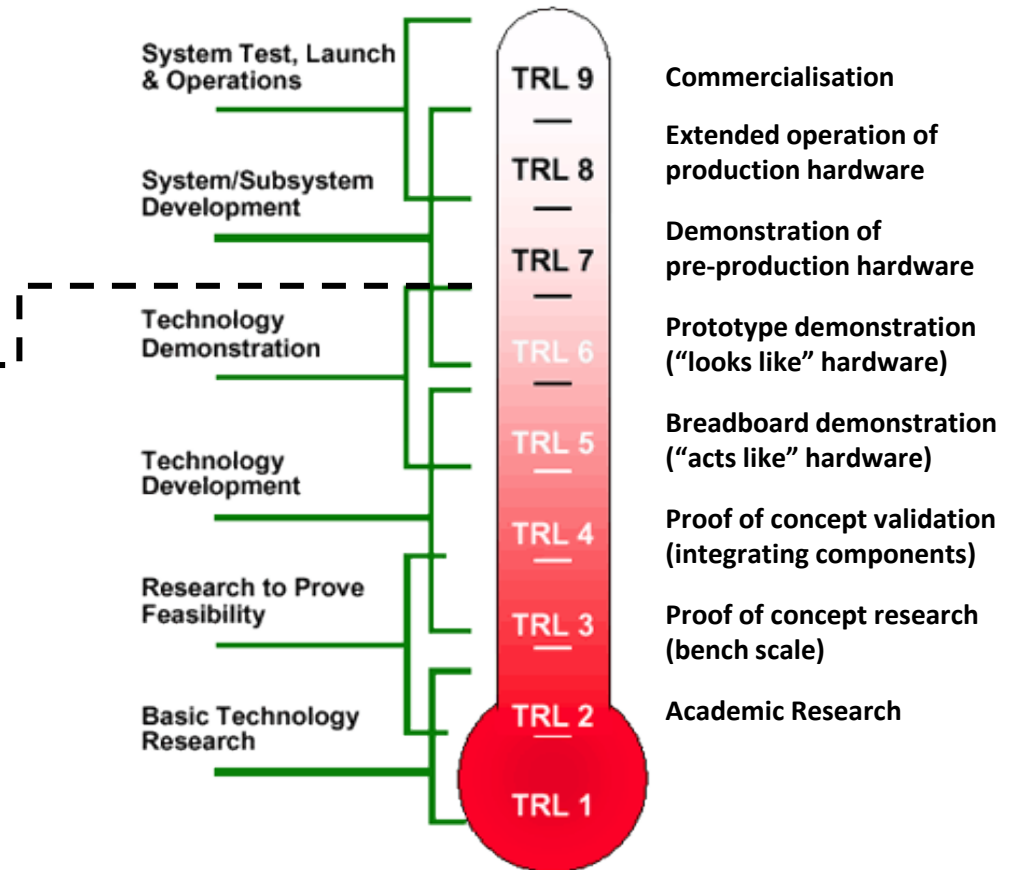 System Test, Launch
& Operations
System/Subsystem
Development
Technology
Demonstration
Technology
Development
Research to Prove
Feasibility
Basic Technology
Research
TRL 9
TRL 8
TRL 7
TRL 6
TRL 5
TRL 4
TRL 3
TRL 2
TRL 1
Commercialisation
Extended operation of
production hardware
Demonstration of
pre-production hardware
Prototype demonstration
(“looks like” hardware)
Breadboard demonstration
(“acts like” hardware)
Proof of concept validation
(integrating components)
Proof of concept research
(bench scale)
Academic Research